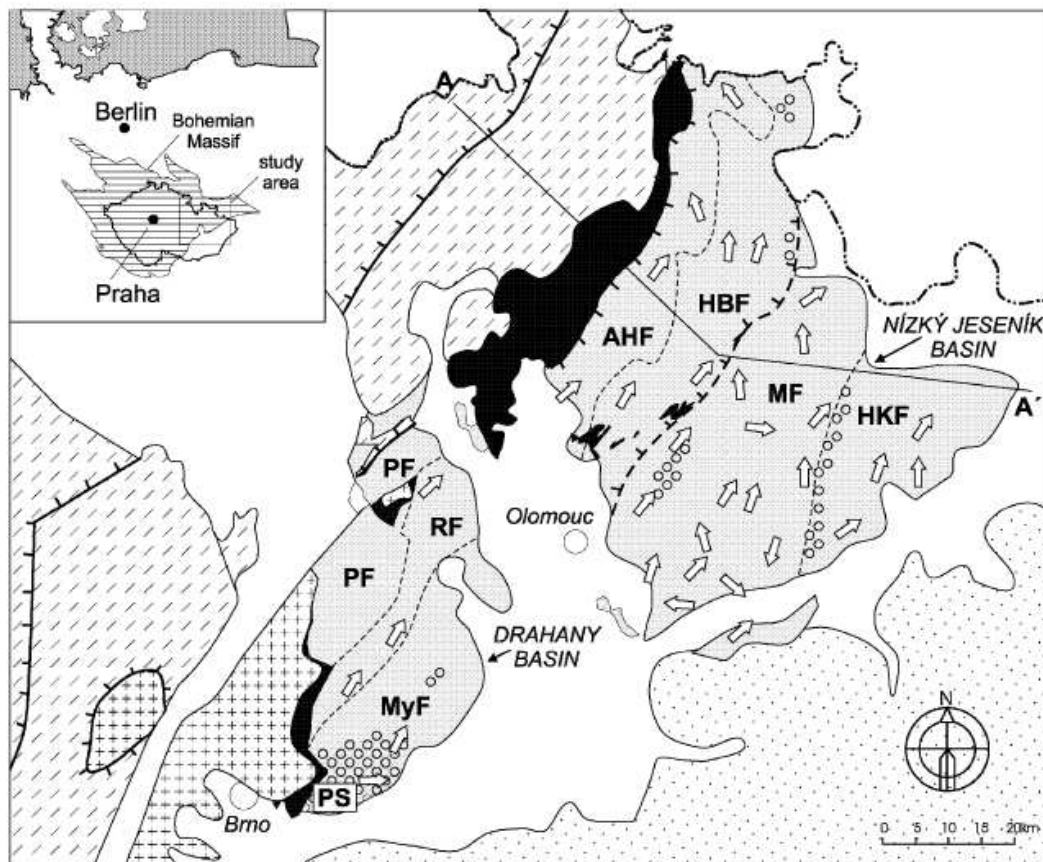 Berlin
Bohemian
Massif
study
area
Praha
A
HBF
AHF
NÍZKÝ JESENÍK
BASIN
MF
HKF
A´
PF
RF
Olomouc
PF
DRAHANY
BASIN
MyF
PS
Brno
N
0 5 10 15 20km